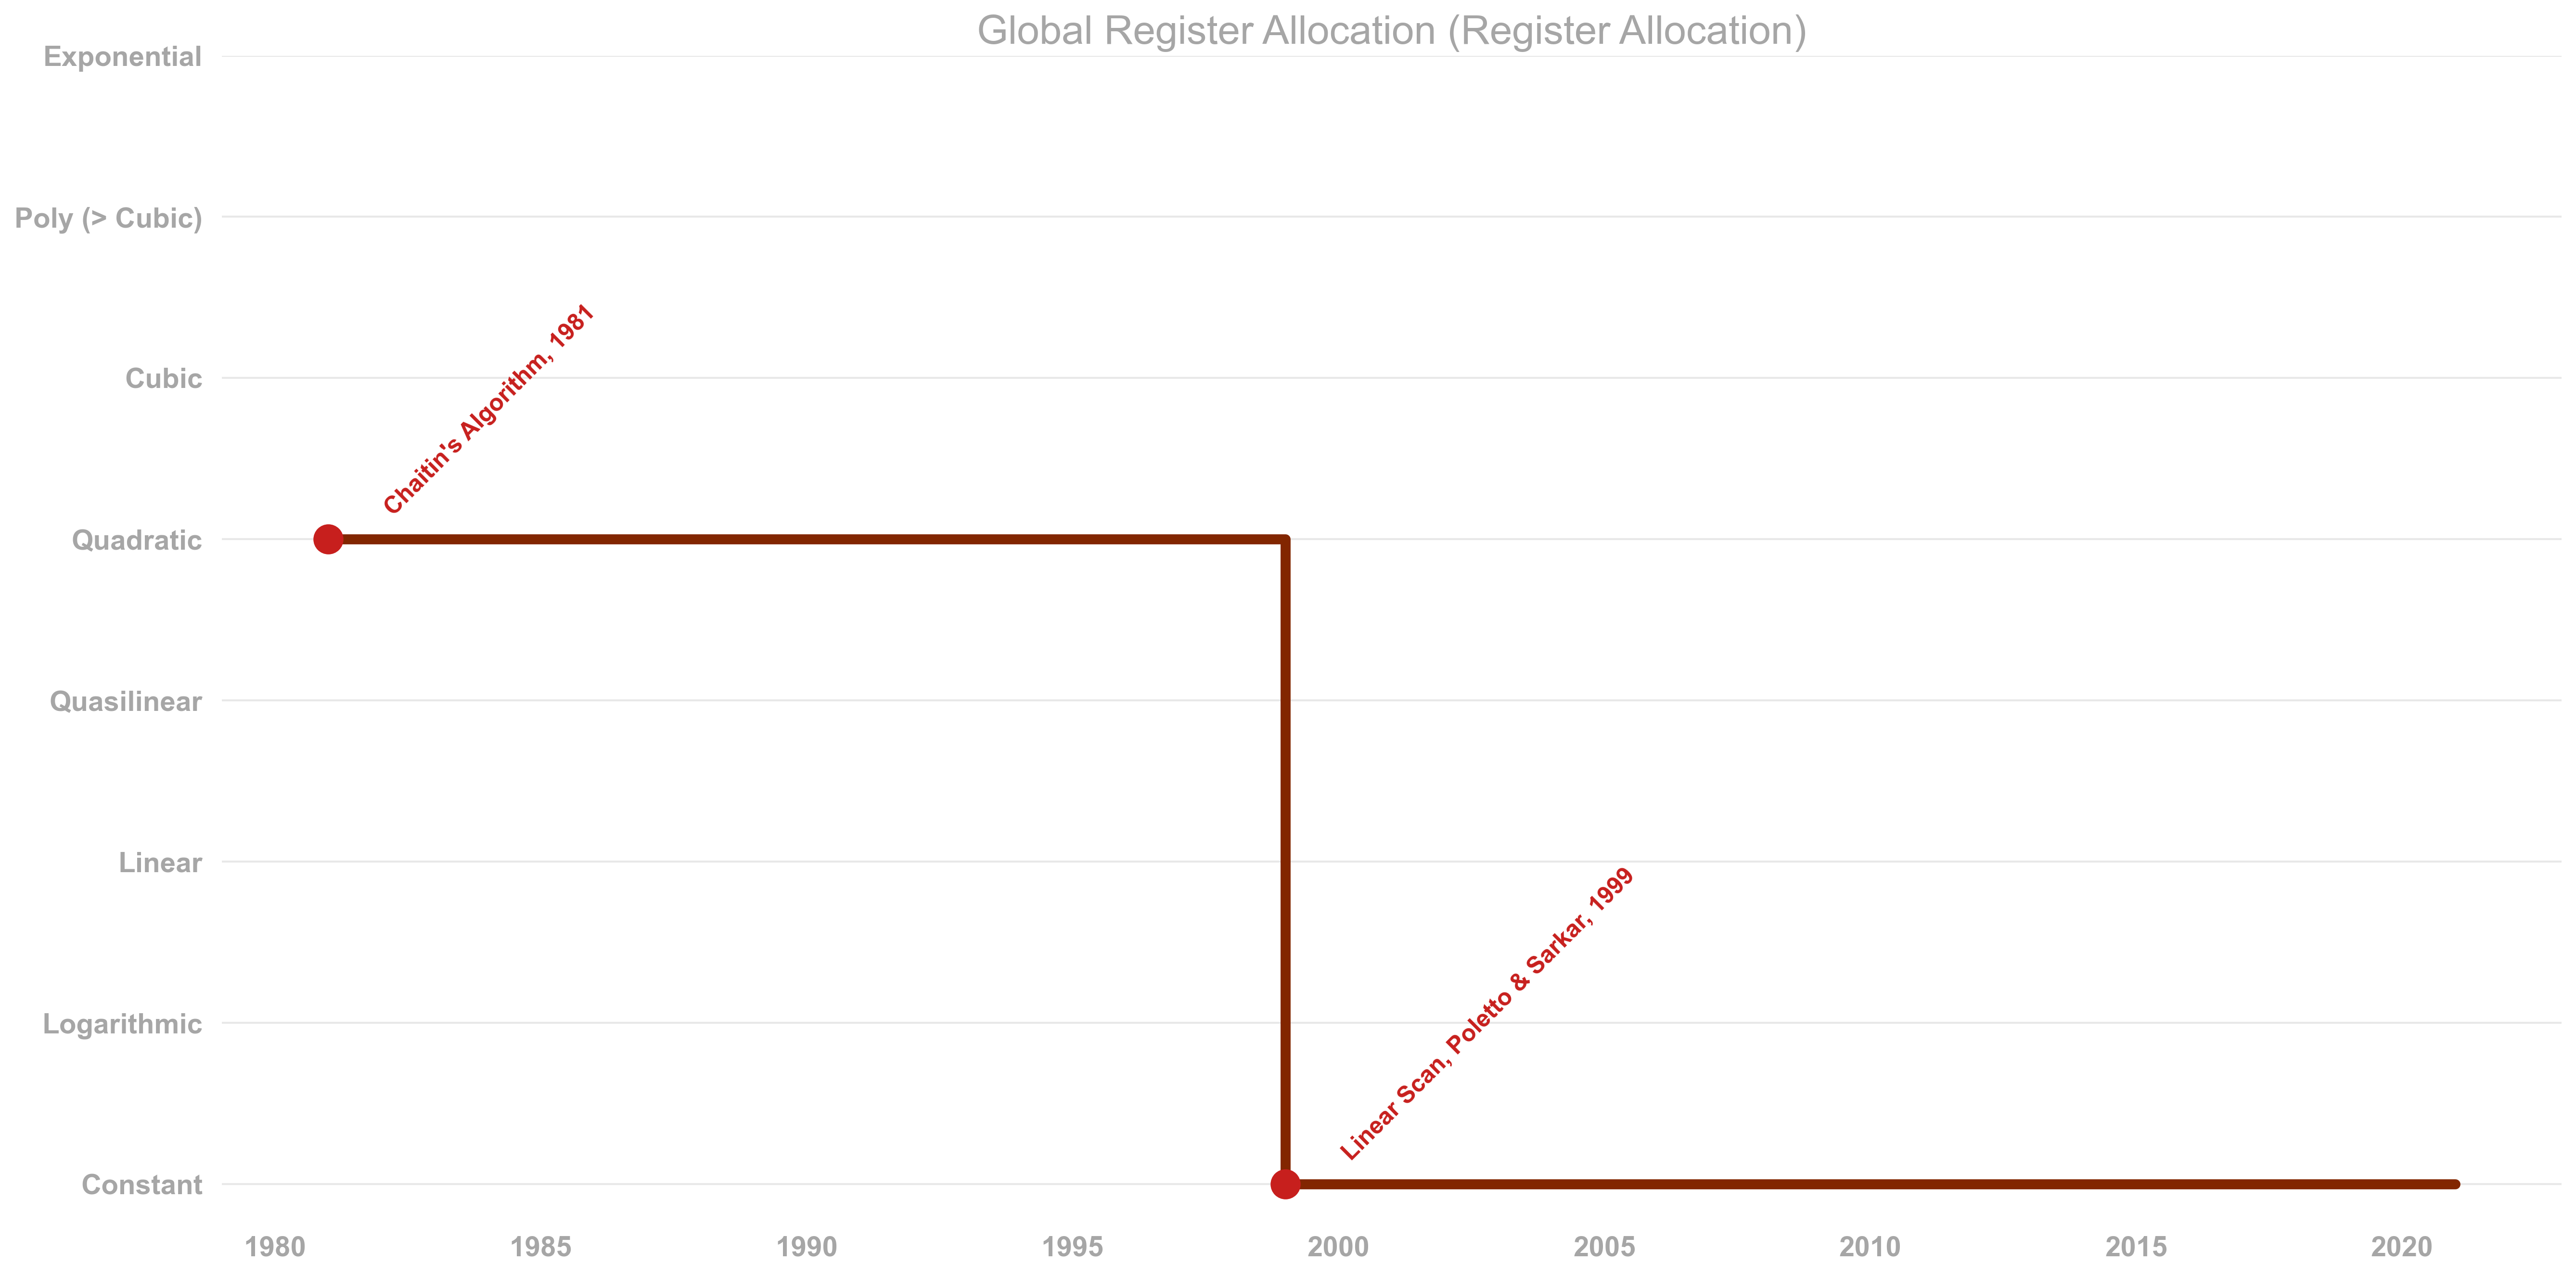 Global Register Allocation (Register Allocation)
Exponential
Poly (> Cubic)
Cubic
Quadratic
Quasilinear
Linear
Logarithmic
Constant
Chaitin's Algorithm, 1981
Linear Scan, Poletto & Sarkar, 1999
1980 1985 1990 1995 2000 2005 2010 2015 2020